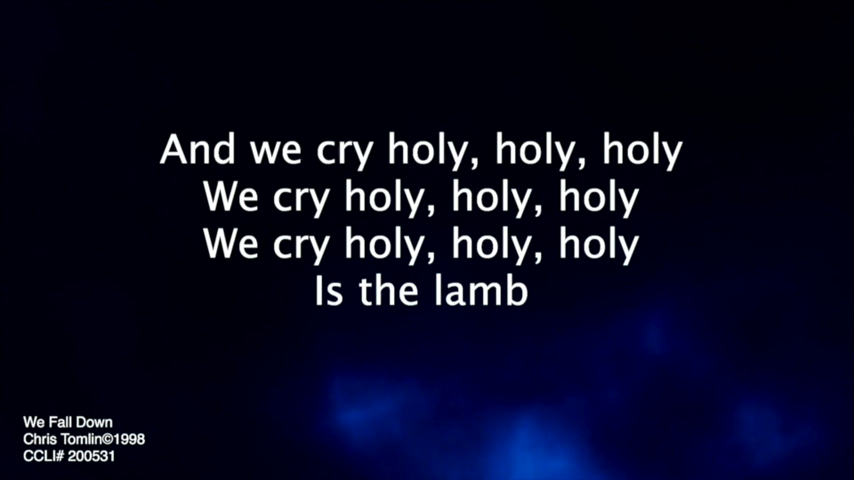 And we cry holy, holy, holy
We cry holy, holy, holy
We cry holy, holy, holy
Is the lamb
We Fall Down
Chris Tomlin©1998
CCLI# 200531